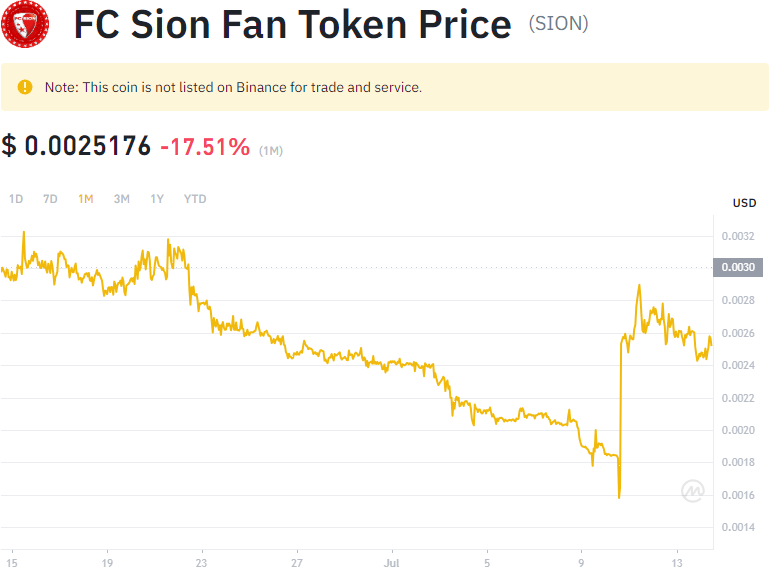 FC SION
FC Sion Fan Token Price (SION)
Note: This coin is not listed on Binance for trade and service.
$ 0.0025176 -17.51% (1M)
1D 7D 1M 3M 1Y YTD
USD
0.0032
0.0030
0.0028
0.0026
0.0024
0.0022
0.0020
0.0018
0.0016
0.0014
15 19 23 27 Jul 5 9 13